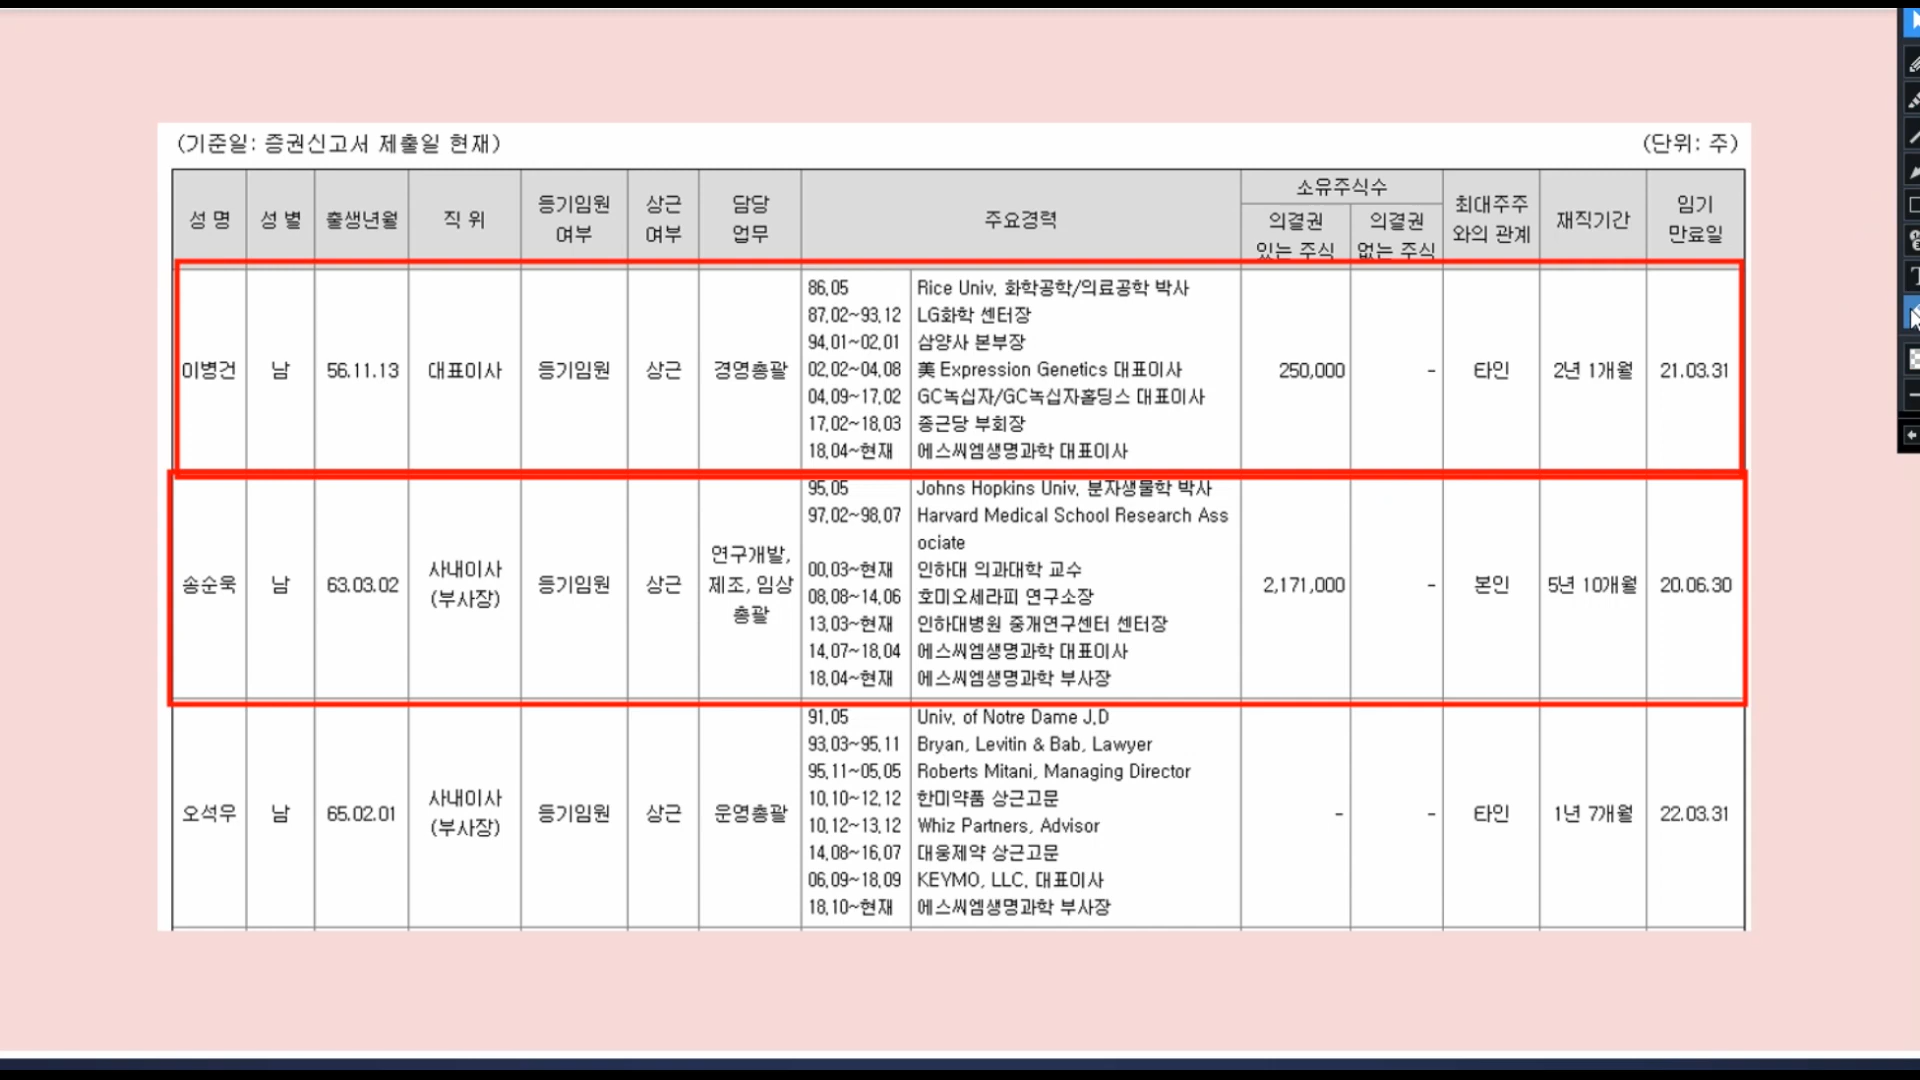 (기준일: 증권신고서 제출일 현재)
(단위: 주)
성 명 성 별 출생년월 직 위 등기임원 여부 상근 여부 담당 업무 주요경력 소유주식수 최대주주와의 관계 재직기간 임기 만료일
의결권 있는 주식 의결권 없는 주식
이병건 남 56.11.13 대표이사 등기임원 상근 경영총괄
86.05 Rice Univ. 화학공학/의료공학 박사
87.02~93.12 LG화학 센터장
94.01~02.01 삼양사 본부장
02.02~04.08 美 Expression Genetics 대표이사
04.09~17.02 GC녹십자/GC녹십자홀딩스 대표이사
17.02~18.03 종근당 부회장
18.04~현재 에스씨엠생명과학 대표이사
250,000 - 타인 2년 1개월 21.03.31
송순욱 남 63.03.02 사내이사 (부사장) 등기임원 상근 연구개발, 제조, 임상 총괄
95.05 Johns Hopkins Univ. 분자생물학 박사
97.02~98.07 Harvard Medical School Research Ass
ociate
00.03~현재 인하대 의과대학 교수
08.08~14.06 호미오세라피 연구소장
13.03~현재 인하대병원 중개연구센터 센터장
14.07~18.04 에스씨엠생명과학 대표이사
18.04~현재 에스씨엠생명과학 부사장
2,171,000 - 본인 5년 10개월 20.06.30
오석우 남 65.02.01 사내이사 (부사장) 등기임원 상근 운영총괄
91.05 Univ. of Notre Dame J.D
93.03~95.11 Bryan, Levitin & Bab, Lawyer
95.11~05.05 Roberts Mitani, Managing Director
10.10~12.12 한미약품 상근고문
10.12~13.12 Whiz Partners, Advisor
14.08~16.07 대웅제약 상근고문
06.09~18.09 KEYMO, LLC. 대표이사
18.10~현재 에스씨엠생명과학 부사장
- - 타인 1년 7개월 22.03.31